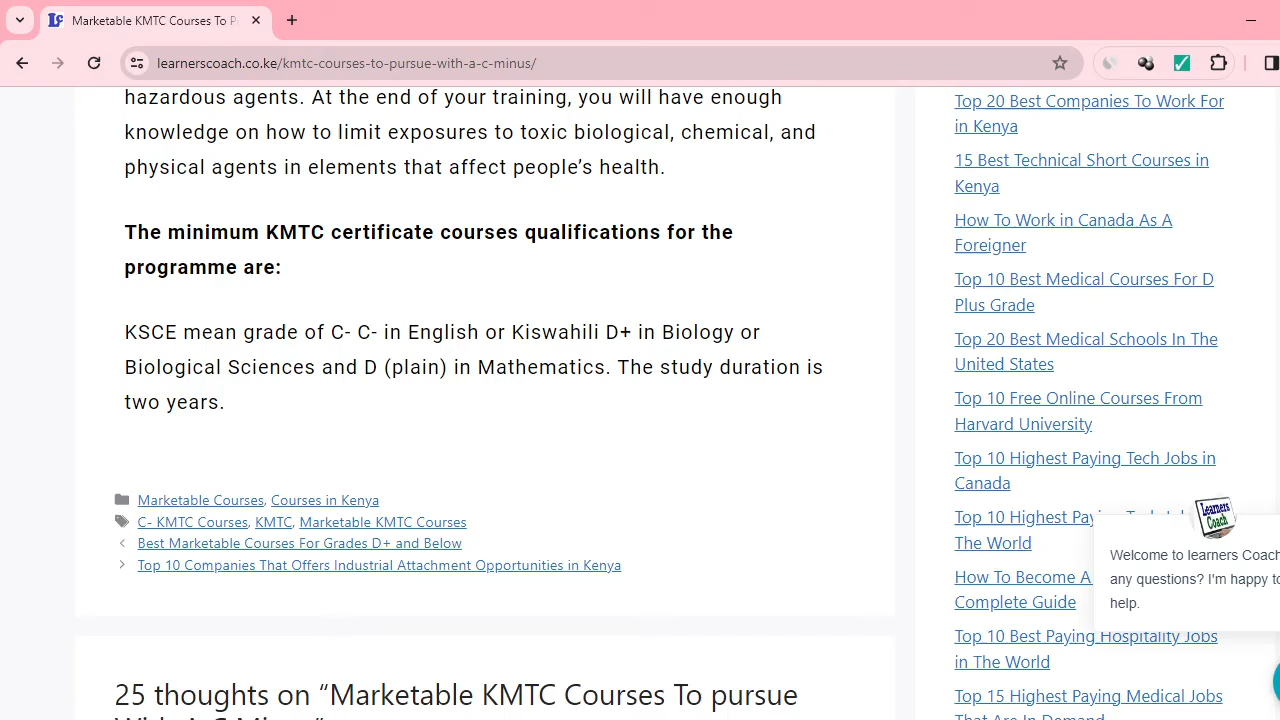 Marketable KMTC Courses To P
learnerscoach.co.ke/kmtc-courses-to-pursue-with-a-c-minus/
hazardous agents. At the end of your training, you will have enough
knowledge on how to limit exposures to toxic biological, chemical, and
physical agents in elements that affect people’s health.
The minimum KMTC certificate courses qualifications for the
programme are:
KSCE mean grade of C- C- in English or Kiswahili D+ in Biology or
Biological Sciences and D (plain) in Mathematics. The study duration is
two years.
Marketable Courses, Courses in Kenya
C- KMTC Courses, KMTC, Marketable KMTC Courses
Best Marketable Courses For Grades D+ and Below
Top 10 Companies That Offers Industrial Attachment Opportunities in Kenya
25 thoughts on “Marketable KMTC Courses To pursue
Top 20 Best Companies To Work For
in Kenya
15 Best Technical Short Courses in
Kenya
How To Work in Canada As A
Foreigner
Top 10 Best Medical Courses For D
Plus Grade
Top 20 Best Medical Schools In The
United States
Top 10 Free Online Courses From
Harvard University
Top 10 Highest Paying Tech Jobs in
Canada
Top 10 Highest Paying Tech
The World
How To Become A
Complete Guide
Top 10 Best Paying Hospitality Jobs
in The World
Top 15 Highest Paying Medical Jobs
That Are In Demand
Learners
Coach
Welcome to learners Coach
any questions? I'm happy to
help.